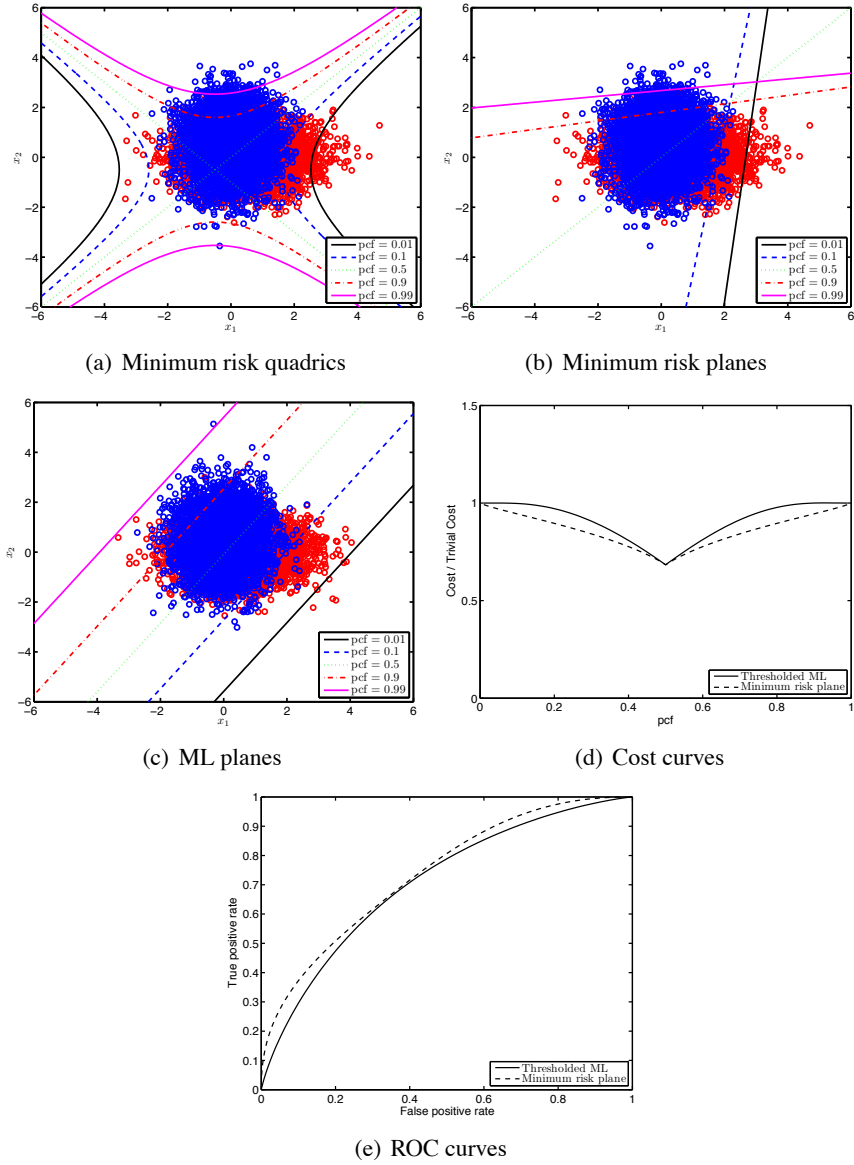 6
4
2
0
−2
−4
−6
x₂
−6 −4 −2 0 2 4 6
x₁
pcf = 0.01
pcf = 0.1
pcf = 0.5
pcf = 0.9
pcf = 0.99
(a) Minimum risk quadrics
6
4
2
0
−2
−4
−6
x₂
−6 −4 −2 0 2 4 6
x₁
pcf = 0.01
pcf = 0.1
pcf = 0.5
pcf = 0.9
pcf = 0.99
(b) Minimum risk planes
6
4
2
0
−2
−4
−6
x₂
−6 −4 −2 0 2 4 6
x₁
pcf = 0.01
pcf = 0.1
pcf = 0.5
pcf = 0.9
pcf = 0.99
(c) ML planes
1.5
1
0.5
0
Cost / Trivial Cost
0 0.2 0.4 0.6 0.8 1
pcf
Thresholded ML
Minimum risk plane
(d) Cost curves
1
0.9
0.8
0.7
0.6
0.5
0.4
0.3
0.2
0.1
0
True positive rate
0 0.2 0.4 0.6 0.8 1
False positive rate
Thresholded ML
Minimum risk plane
(e) ROC curves